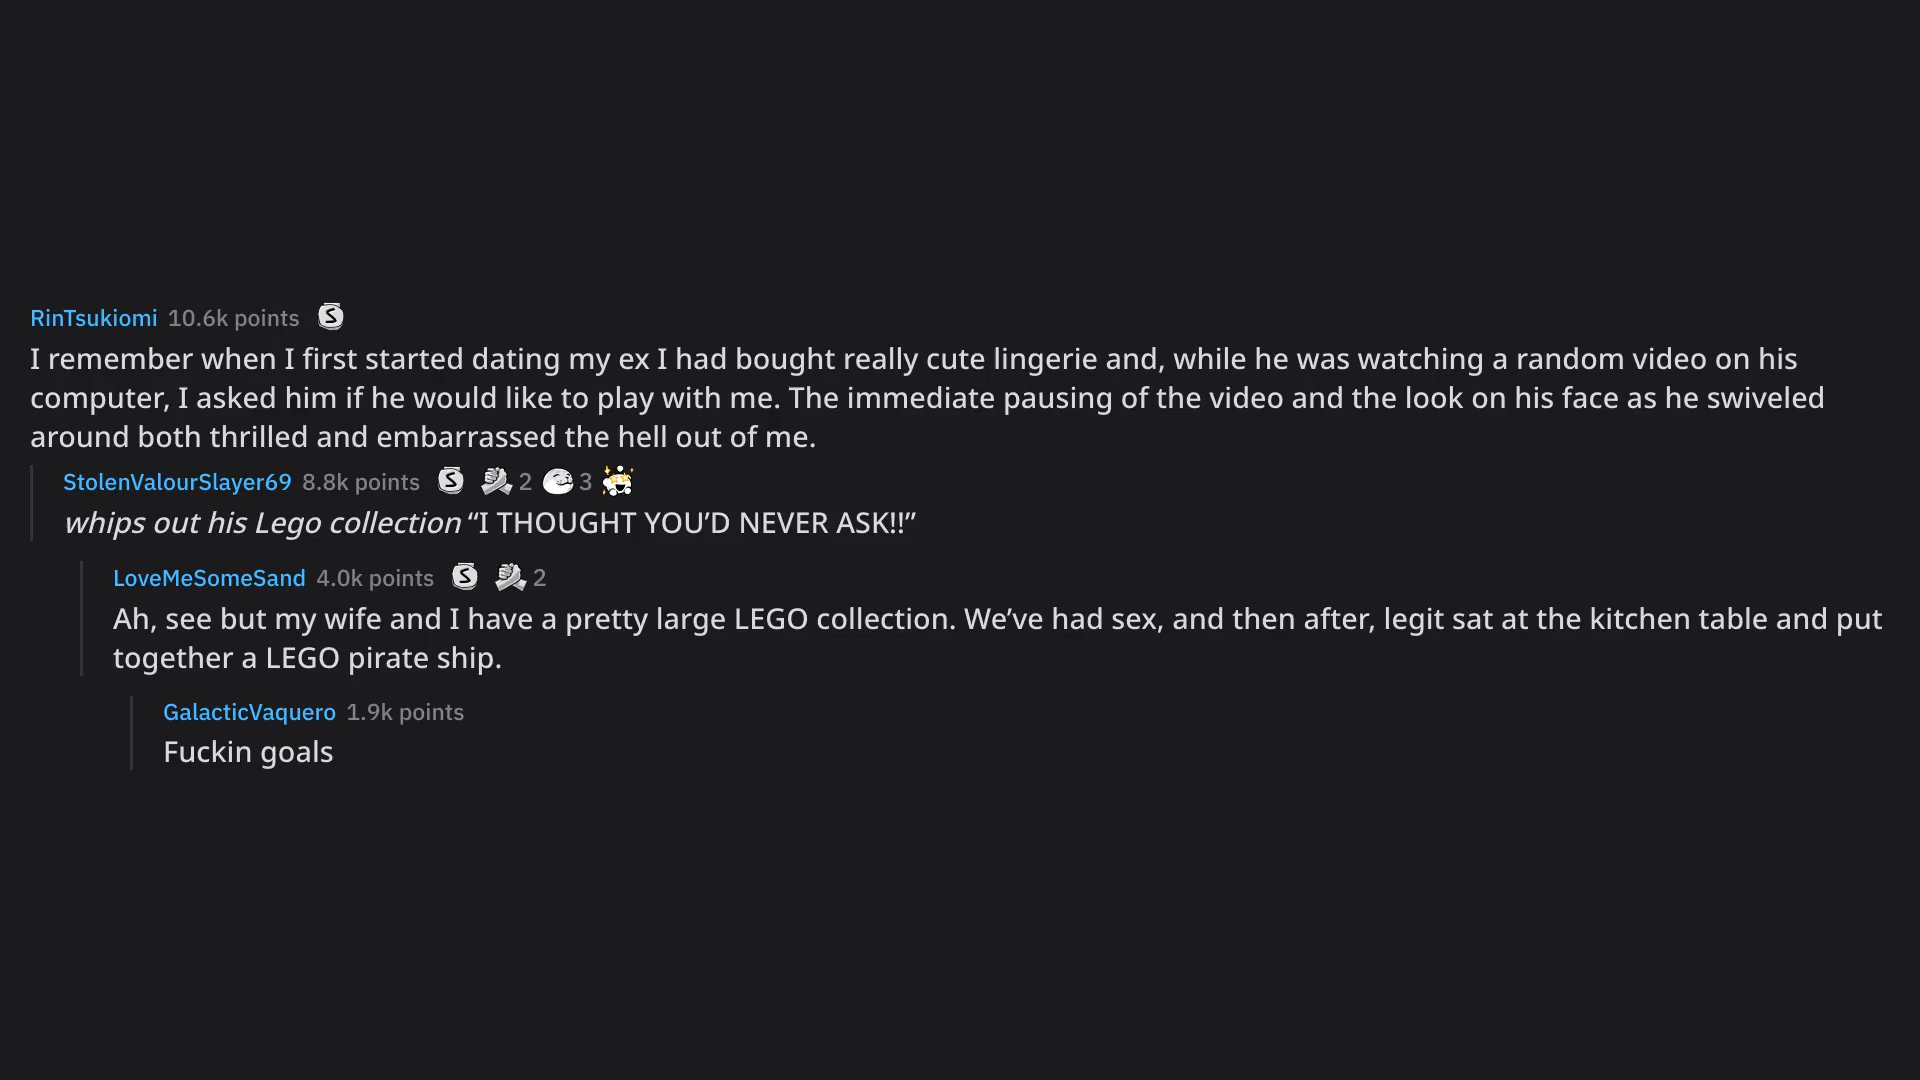 RinTsukiomi 10.6k points S
I remember when I first started dating my ex I had bought really cute lingerie and, while he was watching a random video on his
computer, I asked him if he would like to play with me. The immediate pausing of the video and the look on his face as he swiveled
around both thrilled and embarrassed the hell out of me.
StolenValourSlayer69 8.8k points S 2 3
whips out his Lego collection “I THOUGHT YOU’D NEVER ASK!!”
LoveMeSomeSand 4.0k points S 2
Ah, see but my wife and I have a pretty large LEGO collection. We’ve had sex, and then after, legit sat at the kitchen table and put
together a LEGO pirate ship.
GalacticVaquero 1.9k points
Fuckin goals